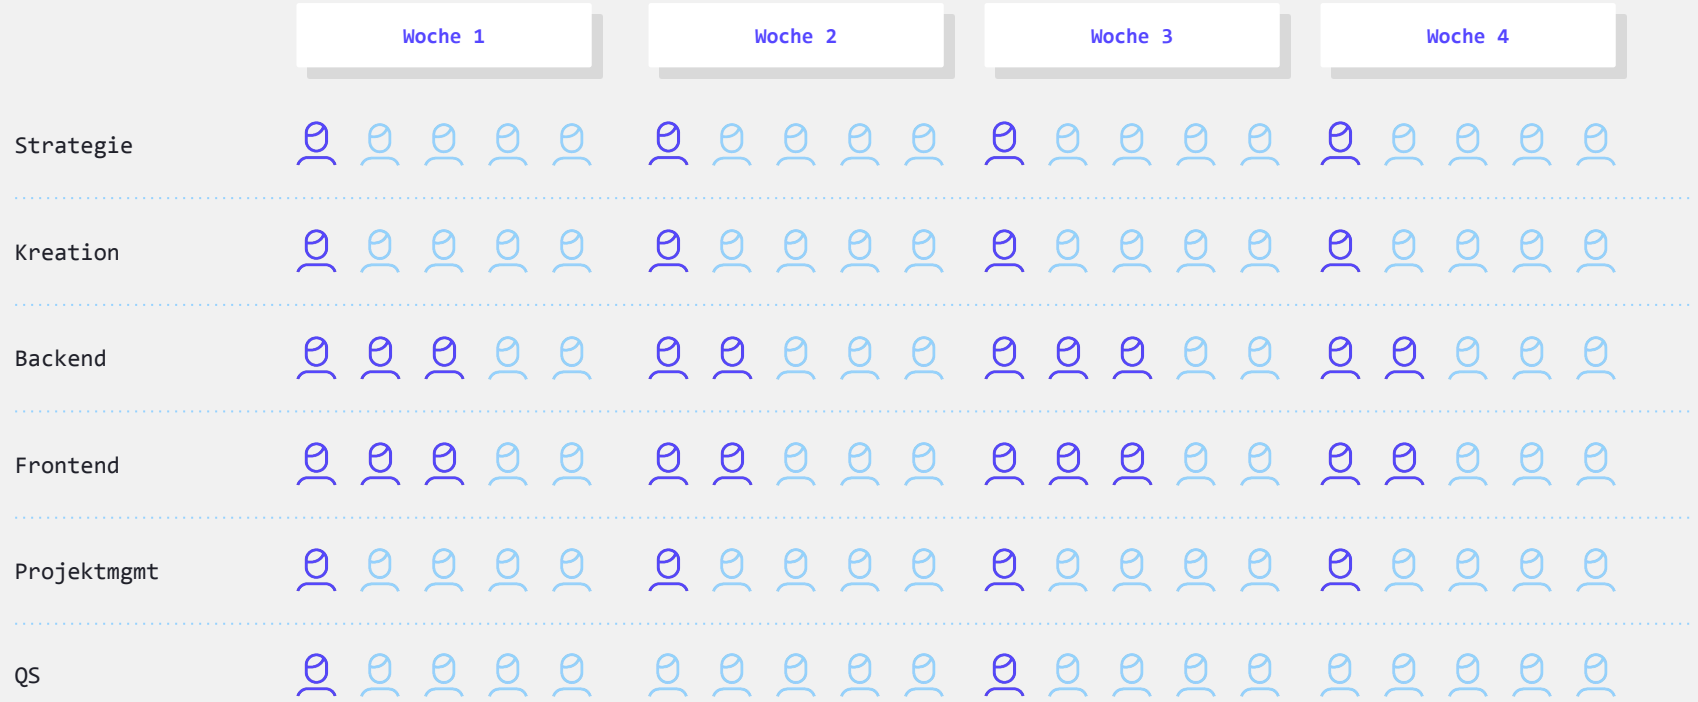 Woche 1 Woche 2 Woche 3 Woche 4
Strategie
Kreation
Backend
Frontend
Projektmgmt
QS